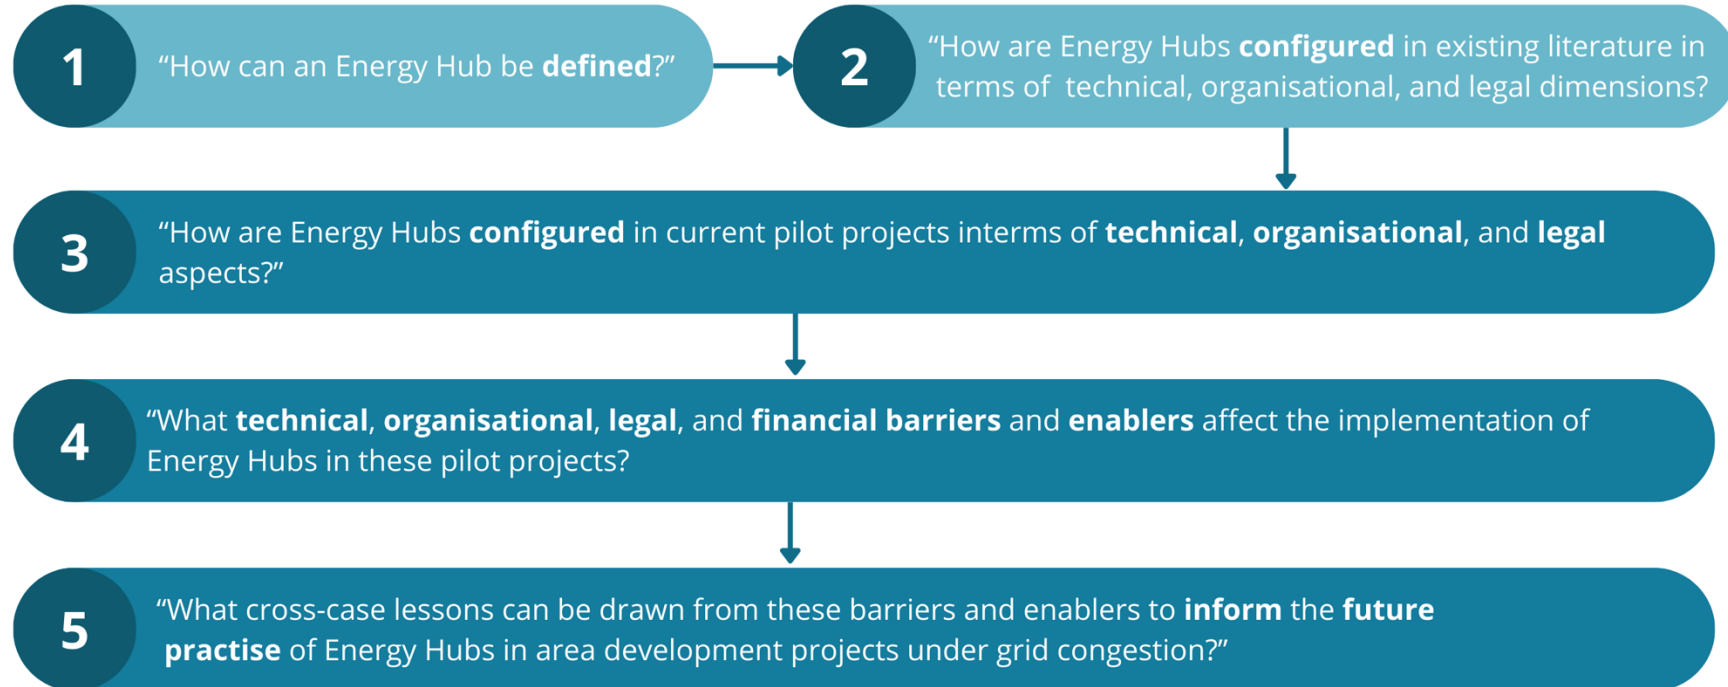 1
“How can an Energy Hub be defined?”
2
“How are Energy Hubs configured in existing literature in
terms of technical, organisational, and legal dimensions?
3
“How are Energy Hubs configured in current pilot projects interms of technical, organisational, and legal
aspects?”
4
“What technical, organisational, legal, and financial barriers and enablers affect the implementation of
Energy Hubs in these pilot projects?
5
“What cross-case lessons can be drawn from these barriers and enablers to inform the future
practise of Energy Hubs in area development projects under grid congestion?”